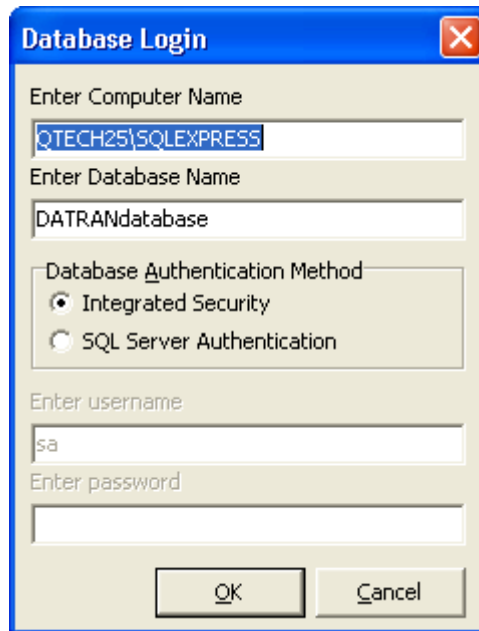 Database Login
Enter Computer Name
QTECH25\SQLEXPRESS
Enter Database Name
DATRANdatabase
Database Authentication Method
Integrated Security
SQL Server Authentication
Enter username
sa
Enter password
OK Cancel